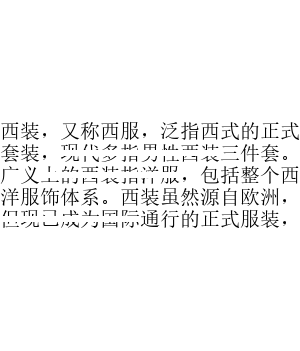 西装，又称西服，泛指西式的正式
套装，现代多指男性西装三件套。
广义上的西装指洋服，包括整个西
洋服饰体系。西装虽然源自欧洲，
但现已成为国际通行的正式服装，